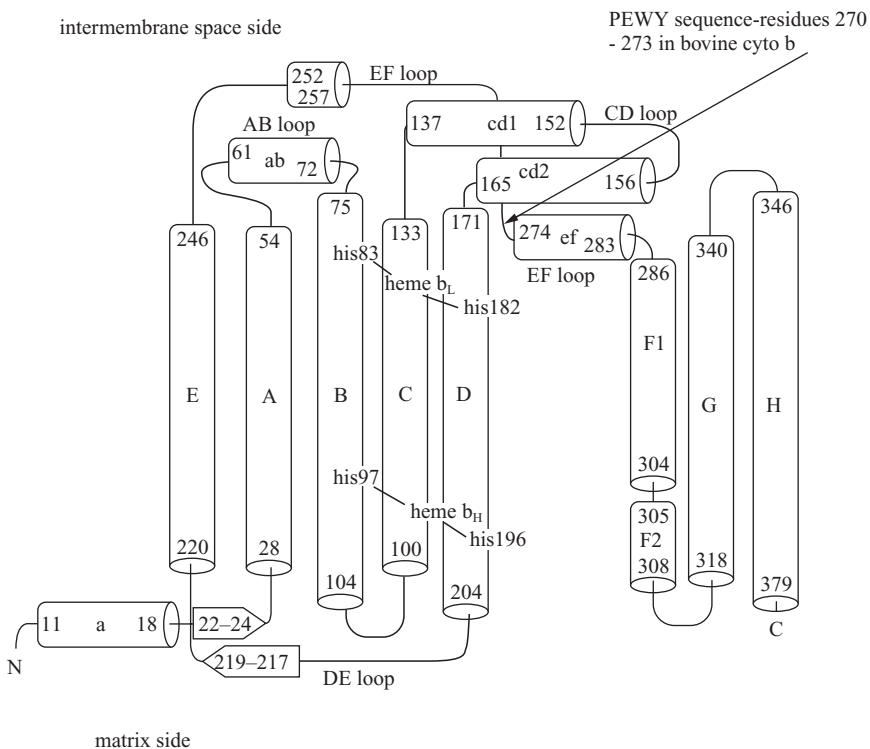 PEWY sequence-residues 270
- 273 in bovine cyto b
intermembrane space side
252
257
EF loop
AB loop
61 ab 72
137 cd1 152
CD loop
165 cd2 156
274 ef 283
EF loop
246
54
75
133
171
286
340
346
his83
heme bL
his182
E
A
B
C
D
F1
G
H
his97
heme bH
his196
304
305
F2
308
220
28
104
100
204
318
379
C
11 a 18
22–24
219–217
DE loop
N
matrix side